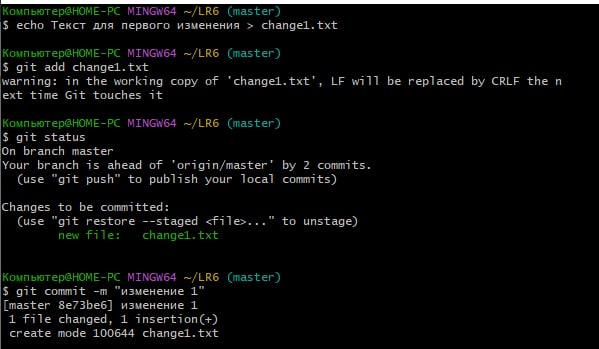 Компьютер@HOME-PC MINGW64 ~/LR6 (master)
$ echo Текст для первого изменения > change1.txt
Компьютер@HOME-PC MINGW64 ~/LR6 (master)
$ git add change1.txt
warning: in the working copy of 'change1.txt', LF will be replaced by CRLF the n
ext time Git touches it
Компьютер@HOME-PC MINGW64 ~/LR6 (master)
$ git status
On branch master
Your branch is ahead of 'origin/master' by 2 commits.
(use "git push" to publish your local commits)
Changes to be committed:
(use "git restore --staged <file>..." to unstage)
new file:   change1.txt
Компьютер@HOME-PC MINGW64 ~/LR6 (master)
$ git commit -m "изменение 1"
[master 8e73be6] изменение 1
1 file changed, 1 insertion(+)
create mode 100644 change1.txt